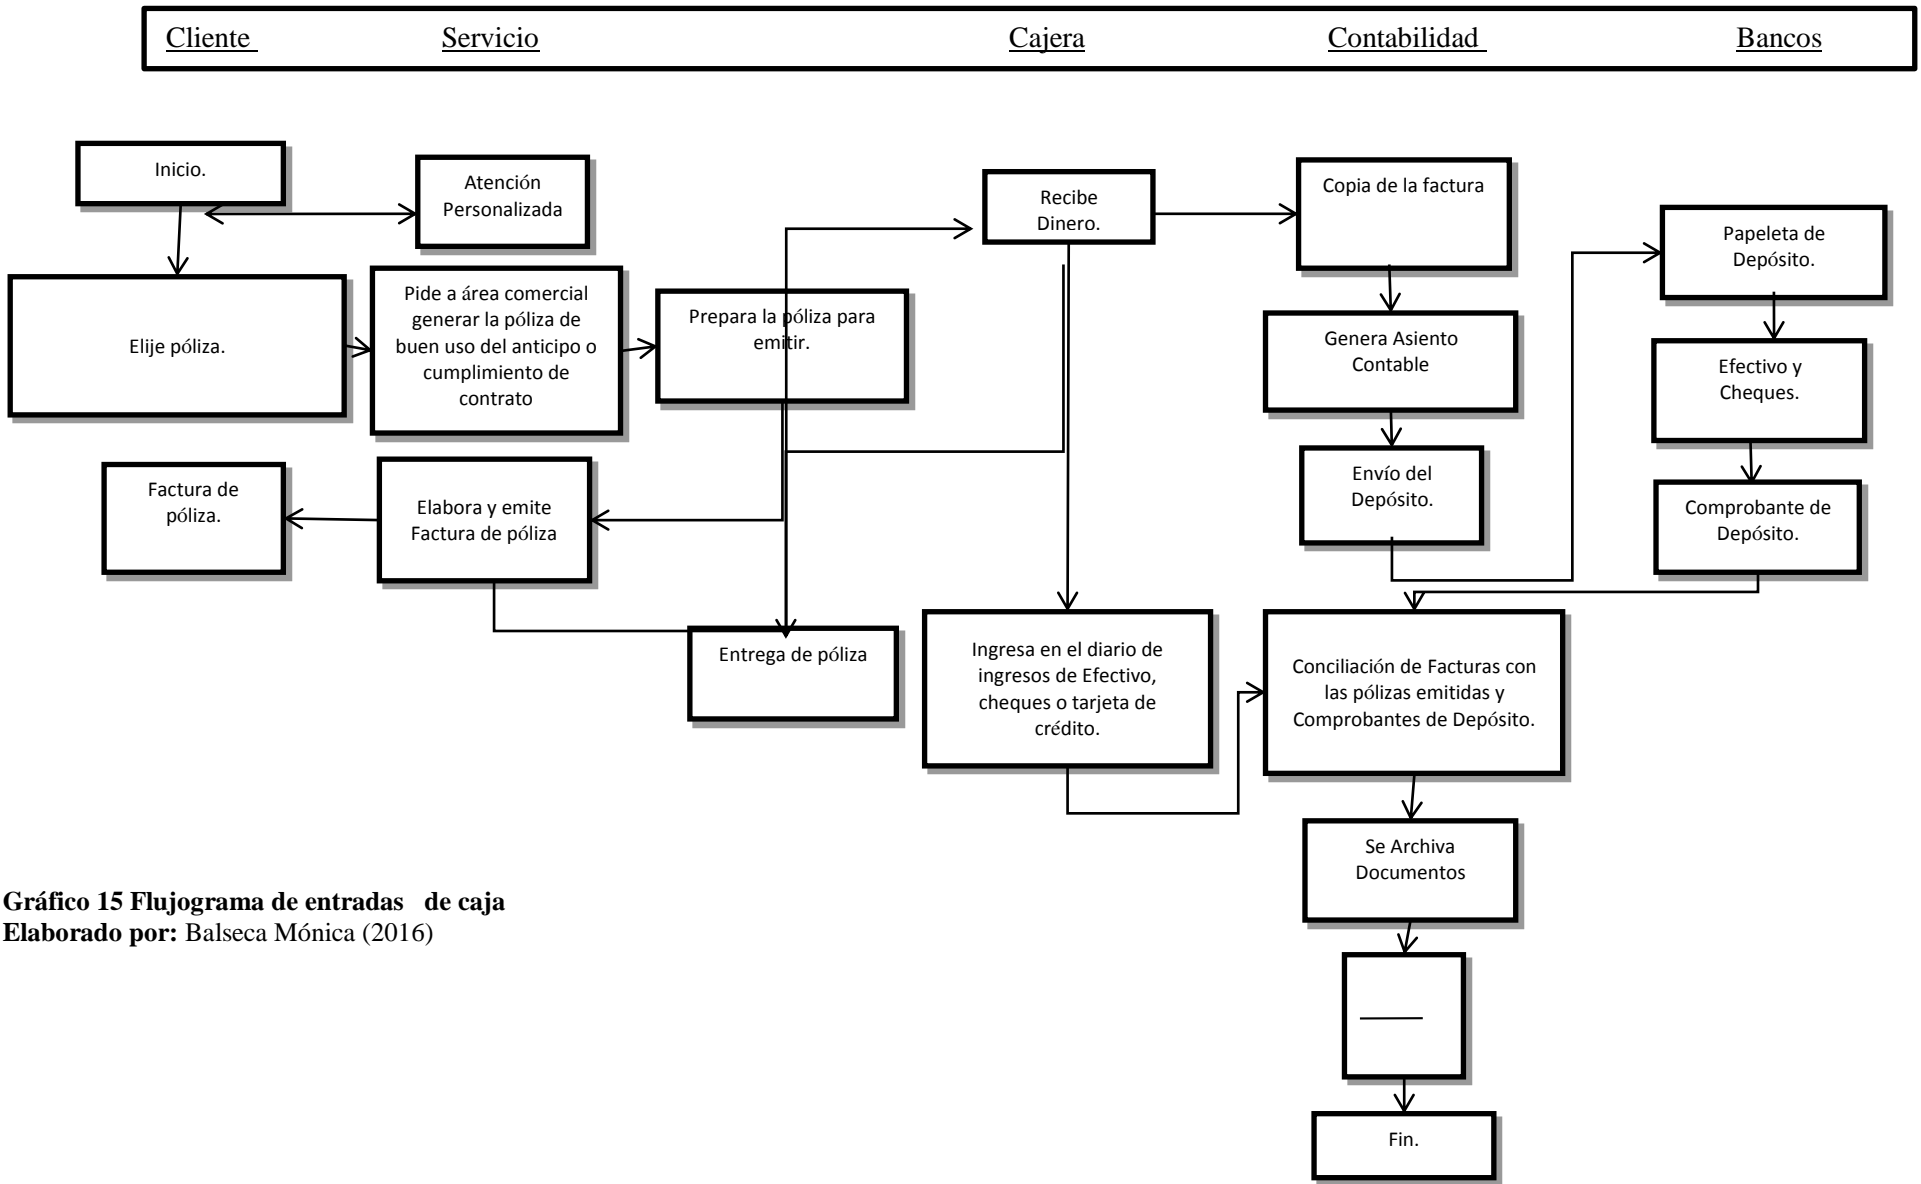 Cliente Servicio Cajera Contabilidad Bancos
Inicio.
Atención
Personalizada
Recibe
Dinero.
Copia de la factura
Papeleta de
Depósito.
Elije póliza.
Pide a área comercial
generar la póliza de
buen uso del anticipo o
cumplimiento de
contrato
Prepara la póliza para
emitir.
Genera Asiento
Contable
Efectivo y
Cheques.
Factura de
póliza.
Elabora y emite
Factura de póliza
Envío del
Depósito.
Comprobante de
Depósito.
Entrega de póliza
Ingresa en el diario de
ingresos de Efectivo,
cheques o tarjeta de
crédito.
Conciliación de Facturas con
las pólizas emitidas y
Comprobantes de Depósito.
Se Archiva
Documentos
Fin.
Gráfico 15 Flujograma de entradas de caja
Elaborado por: Balseca Mónica (2016)